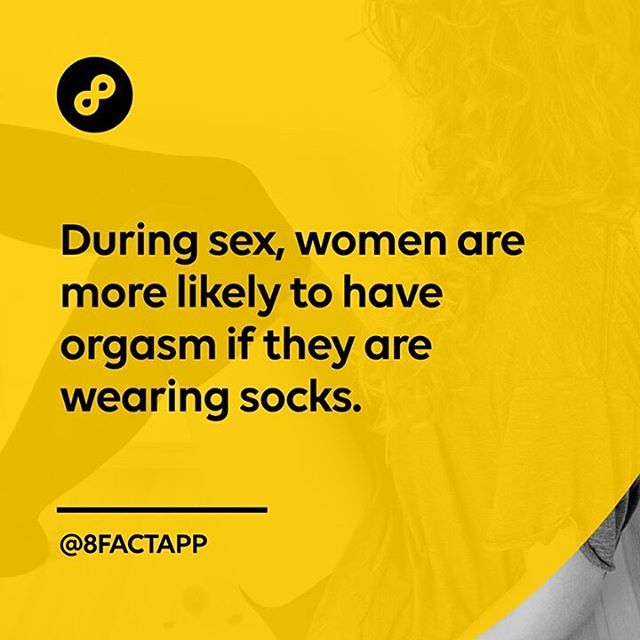 During sex, women are
more likely to have
orgasm if they are
wearing socks.
@8FACTAPP